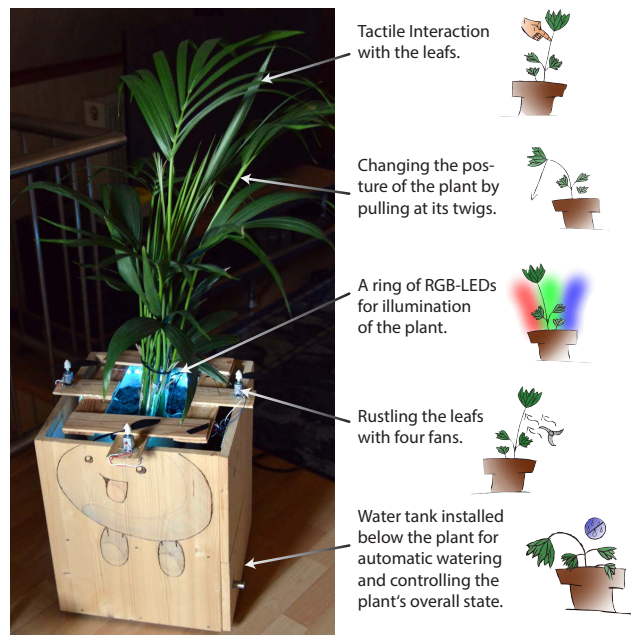 Tactile Interaction
with the leafs.
Changing the pos-
ture of the plant by
pulling at its twigs.
A ring of RGB-LEDs
for illumination
of the plant.
Rustling the leafs
with four fans.
Water tank installed
below the plant for
automatic watering
and controlling the
plant‘s overall state.